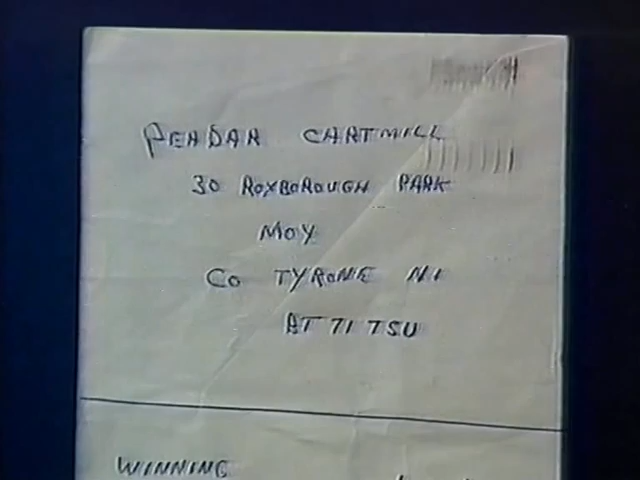 PEADAR CARTMILL
30 ROXBOROUGH PARK
MOY
CO TYRONE NI
BT 71 7SU
WINNING